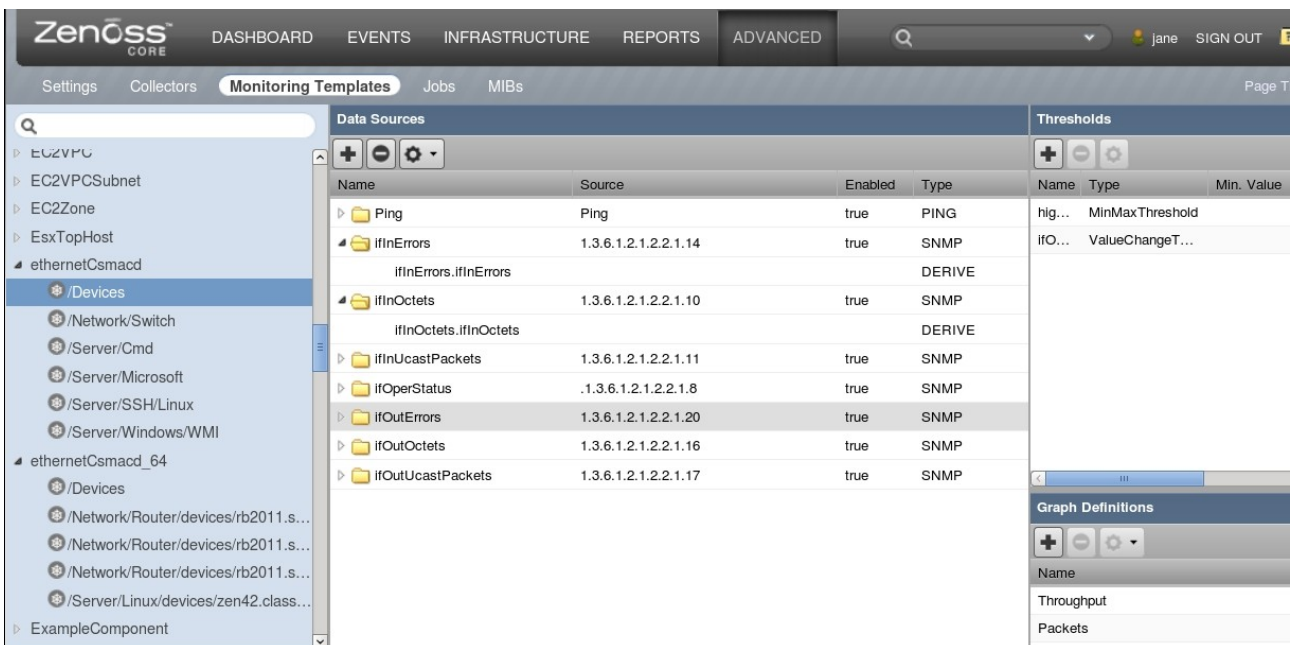 Zenoss™ CORE
DASHBOARD EVENTS INFRASTRUCTURE REPORTS ADVANCED jane SIGN OUT
Settings Collectors Monitoring Templates Jobs MIBs Page T
EC2VPC
EC2VPCSubnet
EC2Zone
EsxTopHost
ethernetCsmacd
/Devices
/Network/Switch
/Server/Cmd
/Server/Microsoft
/Server/SSH/Linux
/Server/Windows/WMI
ethernetCsmacd_64
/Devices
/Network/Router/devices/rb2011.s...
/Network/Router/devices/rb2011.s...
/Network/Router/devices/rb2011.s...
/Server/Linux/devices/zen42.class...
ExampleComponent
Data Sources
Name Source Enabled Type
Ping Ping true PING
ifInErrors 1.3.6.1.2.1.2.2.1.14 true SNMP
ifInErrors.ifInErrors DERIVE
ifInOctets 1.3.6.1.2.1.2.2.1.10 true SNMP
ifInOctets.ifInOctets DERIVE
ifInUcastPackets 1.3.6.1.2.1.2.2.1.11 true SNMP
ifOperStatus .1.3.6.1.2.1.2.2.1.8 true SNMP
ifOutErrors 1.3.6.1.2.1.2.2.1.20 true SNMP
ifOutOctets 1.3.6.1.2.1.2.2.1.16 true SNMP
ifOutUcastPackets 1.3.6.1.2.1.2.2.1.17 true SNMP
Thresholds
Name Type Min. Value
hig... MinMaxThreshold
ifO... ValueChangeT...
Graph Definitions
Name
Throughput
Packets